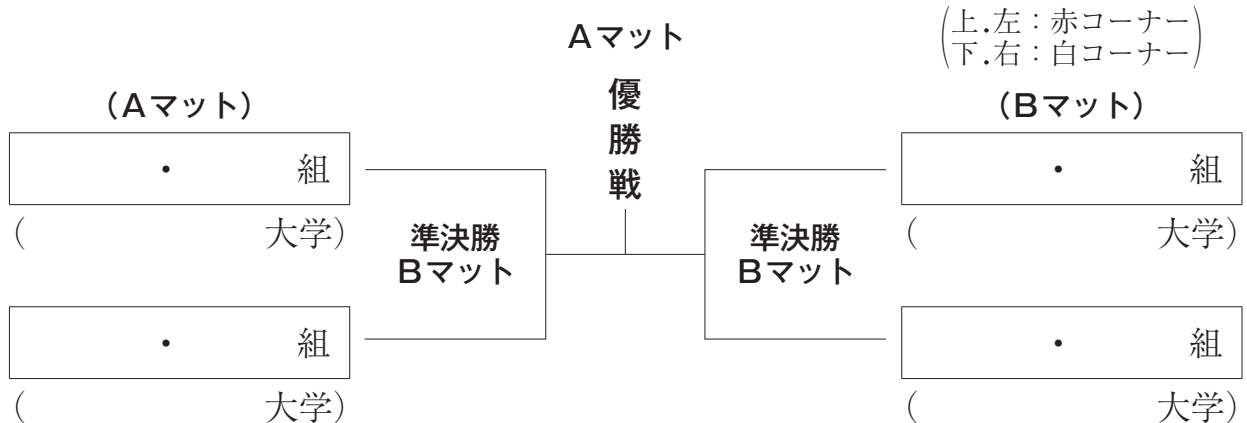 Aマット
(上.左：赤コーナー
下.右：白コーナー)
優勝戦
(Aマット)
(Bマット)
・ 組
( 大学)
・ 組
( 大学)
準決勝
Bマット
準決勝
Bマット
・ 組
( 大学)
・ 組
( 大学)